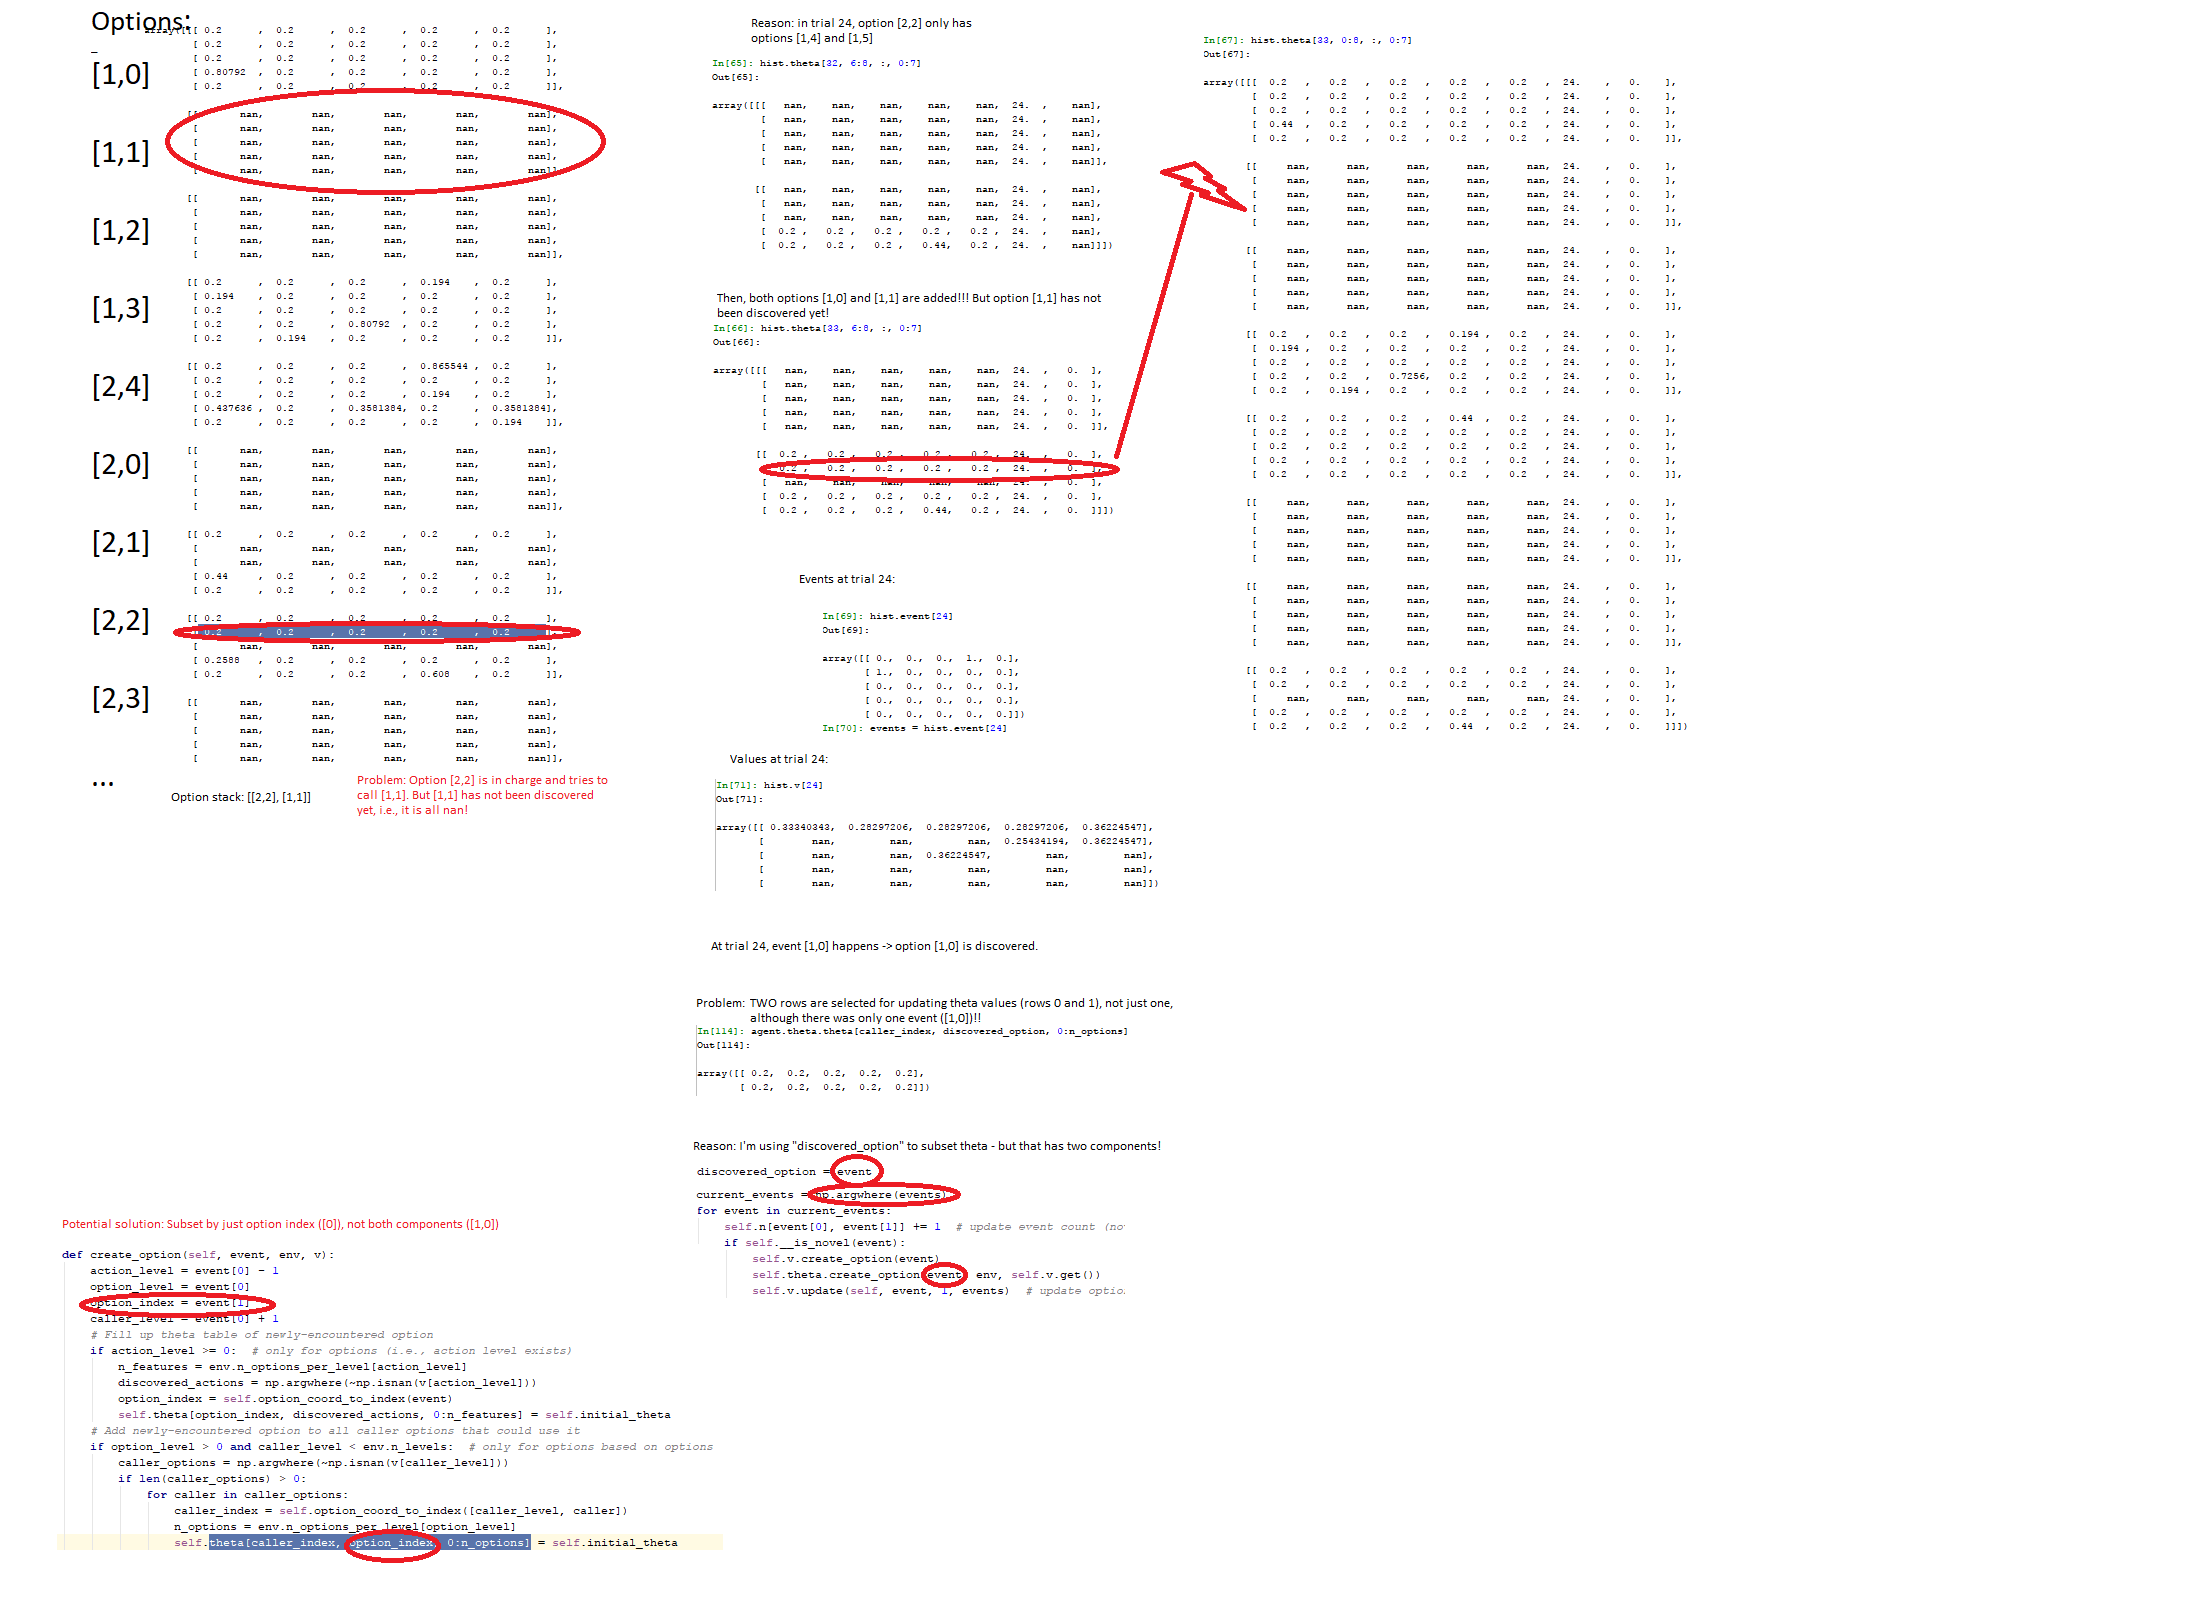 Options:
array([[[ 0.2 , 0.2 , 0.2 , 0.2 , 0.2 ],
[ 0.2 , 0.2 , 0.2 , 0.2 , 0.2 ],
[ 0.2 , 0.2 , 0.2 , 0.2 , 0.2 ],
[ 0.80792 , 0.2 , 0.2 , 0.2 , 0.2 ],
[ 0.2 , 0.2 , 0.2 , 0.2 , 0.2 ]],
[1,0]
[[ nan, nan, nan, nan, nan],
[ nan, nan, nan, nan, nan],
[ nan, nan, nan, nan, nan],
[ nan, nan, nan, nan, nan],
[ nan, nan, nan, nan, nan]],
[1,1]
[[ nan, nan, nan, nan, nan],
[ nan, nan, nan, nan, nan],
[ nan, nan, nan, nan, nan],
[ nan, nan, nan, nan, nan],
[ nan, nan, nan, nan, nan]],
[1,2]
[[ 0.2 , 0.2 , 0.2 , 0.194 , 0.2 ],
[ 0.194 , 0.2 , 0.2 , 0.2 , 0.2 ],
[ 0.2 , 0.2 , 0.2 , 0.2 , 0.2 ],
[ 0.2 , 0.2 , 0.80792 , 0.2 , 0.2 ],
[ 0.2 , 0.194 , 0.2 , 0.2 , 0.2 ]],
[1,3]
[[ 0.2 , 0.2 , 0.2 , 0.865544 , 0.2 ],
[ 0.2 , 0.2 , 0.2 , 0.2 , 0.2 ],
[ 0.2 , 0.2 , 0.2 , 0.194 , 0.2 ],
[ 0.437636 , 0.2 , 0.3581384, 0.2 , 0.3581384],
[ 0.2 , 0.2 , 0.2 , 0.2 , 0.194 ]],
[2,4]
[[ nan, nan, nan, nan, nan],
[ nan, nan, nan, nan, nan],
[ nan, nan, nan, nan, nan],
[ nan, nan, nan, nan, nan],
[ nan, nan, nan, nan, nan]],
[2,0]
[[ 0.2 , 0.2 , 0.2 , 0.2 , 0.2 ],
[ nan, nan, nan, nan, nan],
[ nan, nan, nan, nan, nan],
[ 0.44 , 0.2 , 0.2 , 0.2 , 0.2 ],
[ 0.2 , 0.2 , 0.2 , 0.2 , 0.2 ]],
[2,1]
[[ 0.2 , 0.2 , 0.2 , 0.2 , 0.2 ],
[ 0.2 , 0.2 , 0.2 , 0.2 , 0.2 ],
[ nan, nan, nan, nan, nan],
[ 0.2588 , 0.2 , 0.2 , 0.2 , 0.2 ],
[ 0.2 , 0.2 , 0.2 , 0.608 , 0.2 ]],
[2,2]
[[ nan, nan, nan, nan, nan],
[ nan, nan, nan, nan, nan],
[ nan, nan, nan, nan, nan],
[ nan, nan, nan, nan, nan],
[ nan, nan, nan, nan, nan]],
[2,3]
...
Option stack: [[2,2], [1,1]]
Problem: Option [2,2] is in charge and tries to
call [1,1]. But [1,1] has not been discovered
yet, i.e., it is all nan!
Reason: in trial 24, option [2,2] only has
options [1,4] and [1,5]
In[65]: hist.theta[32, 6:8, :, 0:7]
Out[65]:
array([[[ nan, nan, nan, nan, nan, 24. , nan],
[ nan, nan, nan, nan, nan, 24. , nan],
[ nan, nan, nan, nan, nan, 24. , nan],
[ nan, nan, nan, nan, nan, 24. , nan],
[ nan, nan, nan, nan, nan, 24. , nan]],
[[ nan, nan, nan, nan, nan, 24. , nan],
[ nan, nan, nan, nan, nan, 24. , nan],
[ nan, nan, nan, nan, nan, 24. , nan],
[ 0.2 , 0.2 , 0.2 , 0.2 , 0.2 , 24. , nan],
[ 0.2 , 0.2 , 0.2 , 0.44, 0.2 , 24. , nan]]])
Then, both options [1,0] and [1,1] are added!!! But option [1,1] has not
been discovered yet!
In[66]: hist.theta[33, 6:8, :, 0:7]
Out[66]:
array([[[ nan, nan, nan, nan, nan, 24. , 0. ],
[ nan, nan, nan, nan, nan, 24. , 0. ],
[ nan, nan, nan, nan, nan, 24. , 0. ],
[ nan, nan, nan, nan, nan, 24. , 0. ],
[ nan, nan, nan, nan, nan, 24. , 0. ]],
[[ 0.2 , 0.2 , 0.2 , 0.2 , 0.2 , 24. , 0. ],
[ 0.2 , 0.2 , 0.2 , 0.2 , 0.2 , 24. , 0. ],
[ nan, nan, nan, nan, nan, 24. , 0. ],
[ 0.2 , 0.2 , 0.2 , 0.2 , 0.2 , 24. , 0. ],
[ 0.2 , 0.2 , 0.2 , 0.44, 0.2 , 24. , 0. ]]])
Events at trial 24:
In[69]: hist.event[24]
Out[69]:
array([[ 0., 0., 0., 1., 0.],
[ 1., 0., 0., 0., 0.],
[ 0., 0., 0., 0., 0.],
[ 0., 0., 0., 0., 0.],
[ 0., 0., 0., 0., 0.]])
In[70]: events = hist.event[24]
Values at trial 24:
In[71]: hist.v[24]
Out[71]:
array([[ 0.33340343, 0.28297206, 0.28297206, 0.28297206, 0.36224547],
[ nan, nan, nan, 0.25434194, 0.36224547],
[ nan, nan, 0.36224547, nan, nan],
[ nan, nan, nan, nan, nan],
[ nan, nan, nan, nan, nan]])
At trial 24, event [1,0] happens -> option [1,0] is discovered.
Problem: TWO rows are selected for updating theta values (rows 0 and 1), not just one,
although there was only one event ([1,0])!!
In[114]: agent.theta.theta[caller_index, discovered_option, 0:n_options]
Out[114]:
array([[ 0.2, 0.2, 0.2, 0.2, 0.2],
[ 0.2, 0.2, 0.2, 0.2, 0.2]])
Reason: I'm using "discovered_option" to subset theta - but that has two components!
discovered_option = event
current_events = np.argwhere(events)
for event in current_events:
self.n[event[0], event[1]] += 1 # update event count (no
if self.__is_novel(event):
self.v.create_option(event)
self.theta.create_option(event, env, self.v.get())
self.v.update(self, event, 1, events) # update optio
In[67]: hist.theta[33, 0:8, :, 0:7]
Out[67]:
array([[[ 0.2 , 0.2 , 0.2 , 0.2 , 0.2 , 24. , 0. ],
[ 0.2 , 0.2 , 0.2 , 0.2 , 0.2 , 24. , 0. ],
[ 0.2 , 0.2 , 0.2 , 0.2 , 0.2 , 24. , 0. ],
[ 0.44 , 0.2 , 0.2 , 0.2 , 0.2 , 24. , 0. ],
[ 0.2 , 0.2 , 0.2 , 0.2 , 0.2 , 24. , 0. ]],
[[ nan, nan, nan, nan, nan, 24. , 0. ],
[ nan, nan, nan, nan, nan, 24. , 0. ],
[ nan, nan, nan, nan, nan, 24. , 0. ],
[ nan, nan, nan, nan, nan, 24. , 0. ],
[ nan, nan, nan, nan, nan, 24. , 0. ]],
[[ nan, nan, nan, nan, nan, 24. , 0. ],
[ nan, nan, nan, nan, nan, 24. , 0. ],
[ nan, nan, nan, nan, nan, 24. , 0. ],
[ nan, nan, nan, nan, nan, 24. , 0. ],
[ nan, nan, nan, nan, nan, 24. , 0. ]],
[[ 0.2 , 0.2 , 0.2 , 0.194 , 0.2 , 24. , 0. ],
[ 0.194 , 0.2 , 0.2 , 0.2 , 0.2 , 24. , 0. ],
[ 0.2 , 0.2 , 0.2 , 0.2 , 0.2 , 24. , 0. ],
[ 0.2 , 0.2 , 0.7256, 0.2 , 0.2 , 24. , 0. ],
[ 0.2 , 0.194 , 0.2 , 0.2 , 0.2 , 24. , 0. ]],
[[ 0.2 , 0.2 , 0.2 , 0.44 , 0.2 , 24. , 0. ],
[ 0.2 , 0.2 , 0.2 , 0.2 , 0.2 , 24. , 0. ],
[ 0.2 , 0.2 , 0.2 , 0.2 , 0.2 , 24. , 0. ],
[ 0.2 , 0.2 , 0.2 , 0.2 , 0.2 , 24. , 0. ],
[ 0.2 , 0.2 , 0.2 , 0.2 , 0.2 , 24. , 0. ]],
[[ nan, nan, nan, nan, nan, 24. , 0. ],
[ nan, nan, nan, nan, nan, 24. , 0. ],
[ nan, nan, nan, nan, nan, 24. , 0. ],
[ nan, nan, nan, nan, nan, 24. , 0. ],
[ nan, nan, nan, nan, nan, 24. , 0. ]],
[[ nan, nan, nan, nan, nan, 24. , 0. ],
[ nan, nan, nan, nan, nan, 24. , 0. ],
[ nan, nan, nan, nan, nan, 24. , 0. ],
[ nan, nan, nan, nan, nan, 24. , 0. ],
[ nan, nan, nan, nan, nan, 24. , 0. ]],
[[ 0.2 , 0.2 , 0.2 , 0.2 , 0.2 , 24. , 0. ],
[ 0.2 , 0.2 , 0.2 , 0.2 , 0.2 , 24. , 0. ],
[ nan, nan, nan, nan, nan, 24. , 0. ],
[ 0.2 , 0.2 , 0.2 , 0.2 , 0.2 , 24. , 0. ],
[ 0.2 , 0.2 , 0.2 , 0.44 , 0.2 , 24. , 0. ]]])
Potential solution: Subset by just option index ([0]), not both components ([1,0])
def create_option(self, event, env, v):
action_level = event[0] - 1
option_level = event[0]
option_index = event[1]
caller_level = event[0] + 1
# Fill up theta table of newly-encountered option
if action_level >= 0: # only for options (i.e., action level exists)
n_features = env.n_options_per_level[action_level]
discovered_actions = np.argwhere(~np.isnan(v[action_level]))
option_index = self.option_coord_to_index(event)
self.theta[option_index, discovered_actions, 0:n_features] = self.initial_theta
# Add newly-encountered option to all caller options that could use it
if option_level > 0 and caller_level < env.n_levels: # only for options based on options
caller_options = np.argwhere(~np.isnan(v[caller_level]))
if len(caller_options) > 0:
for caller in caller_options:
caller_index = self.option_coord_to_index([caller_level, caller])
n_options = env.n_options_per_level[option_level]
self.theta[caller_index, option_index, 0:n_options] = self.initial_theta